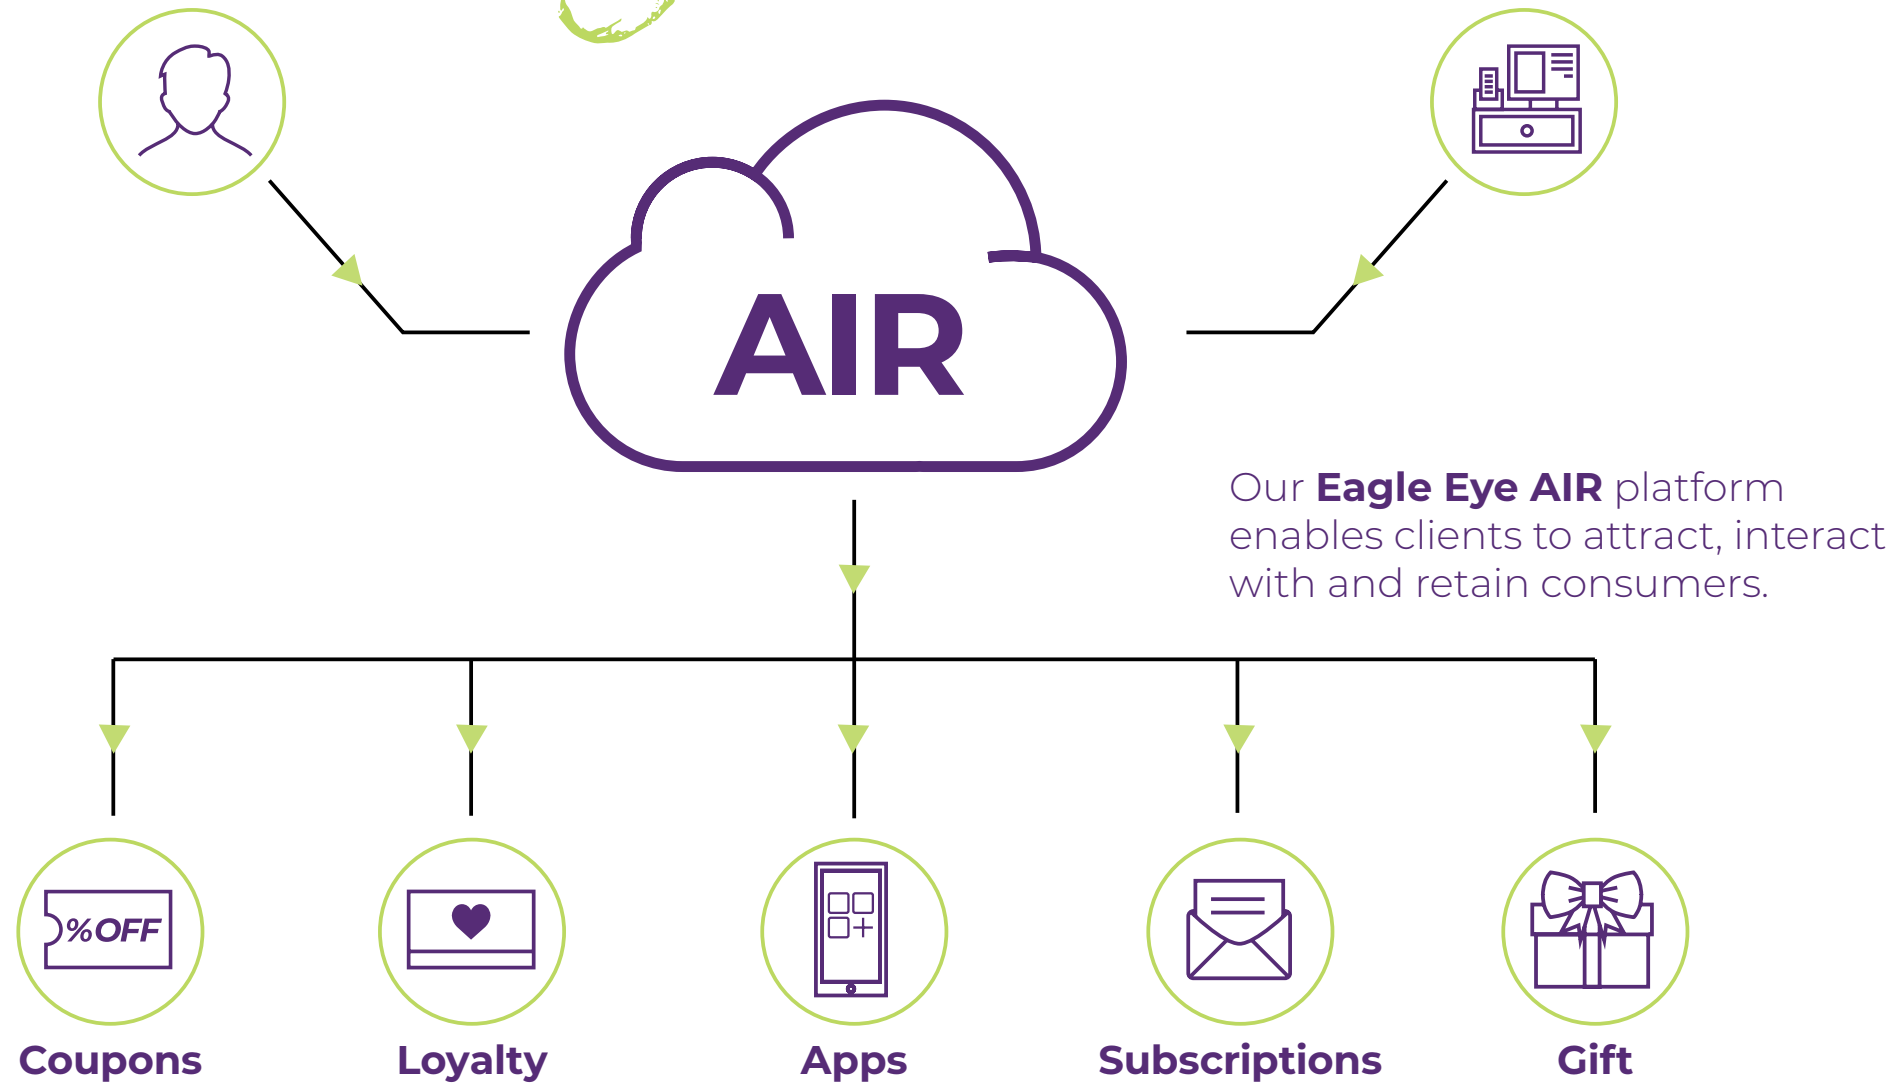 AIR
Our Eagle Eye AIR platform
enables clients to attract, interact
with and retain consumers.
%OFF
Coupons
Loyalty
Apps
Subscriptions
Gift